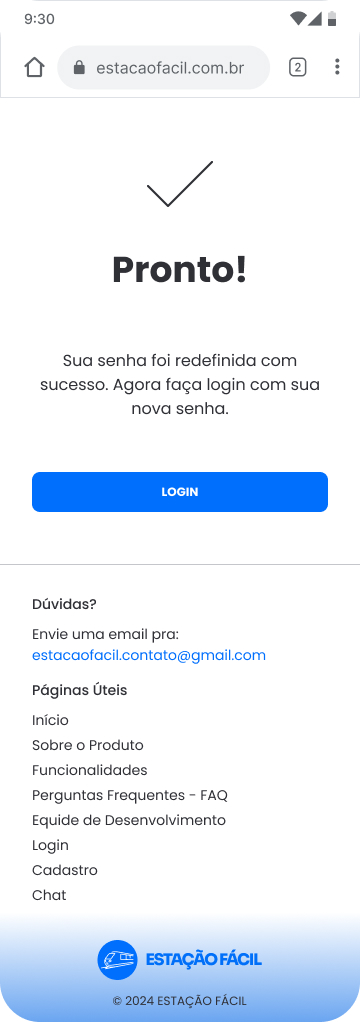 9:30
estacaofacil.com.br
2
Pronto!
Sua senha foi redefinida com
sucesso. Agora faça login com sua
nova senha.
LOGIN
Dúvidas?
Envie uma email pra:
estacaofacil.contato@gmail.com
Páginas Úteis
Início
Sobre o Produto
Funcionalidades
Perguntas Frequentes - FAQ
Equide de Desenvolvimento
Login
Cadastro
Chat
ESTAÇÃO FÁCIL
© 2024 ESTAÇÃO FÁCIL